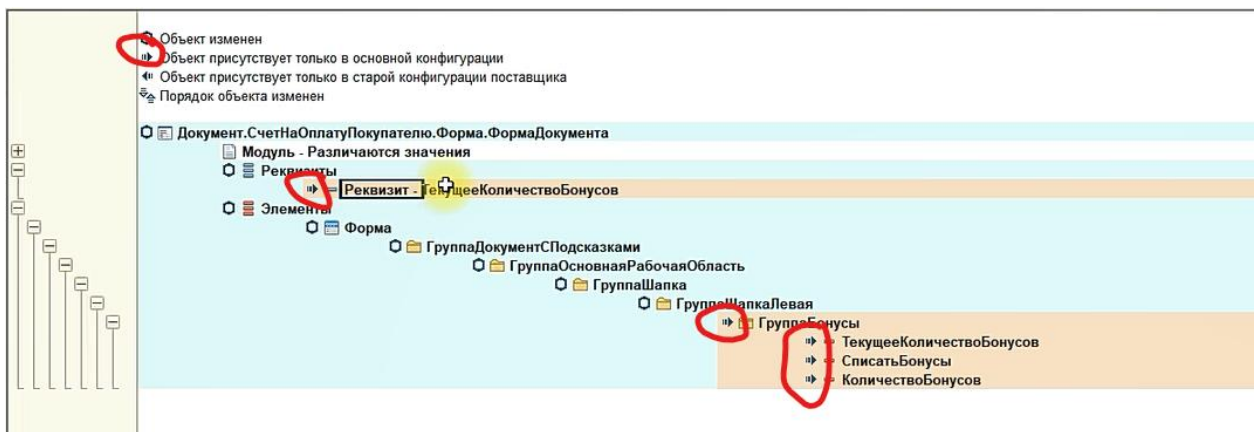 Объект изменен
Объект присутствует только в основной конфигурации
Объект присутствует только в старой конфигурации поставщика
Порядок объекта изменен
Документ.СчетНаОплатуПокупателю.Форма.ФормаДокумента
Модуль - Различаются значения
Реквизиты
Реквизит - ТекущееКоличествоБонусов
Элементы
Форма
ГруппаДокументСПодсказками
ГруппаОсновнаяРабочаяОбласть
ГруппаШапка
ГруппаШапкаЛевая
ГруппаБонусы
ТекущееКоличествоБонусов
СписатьБонусы
КоличествоБонусов